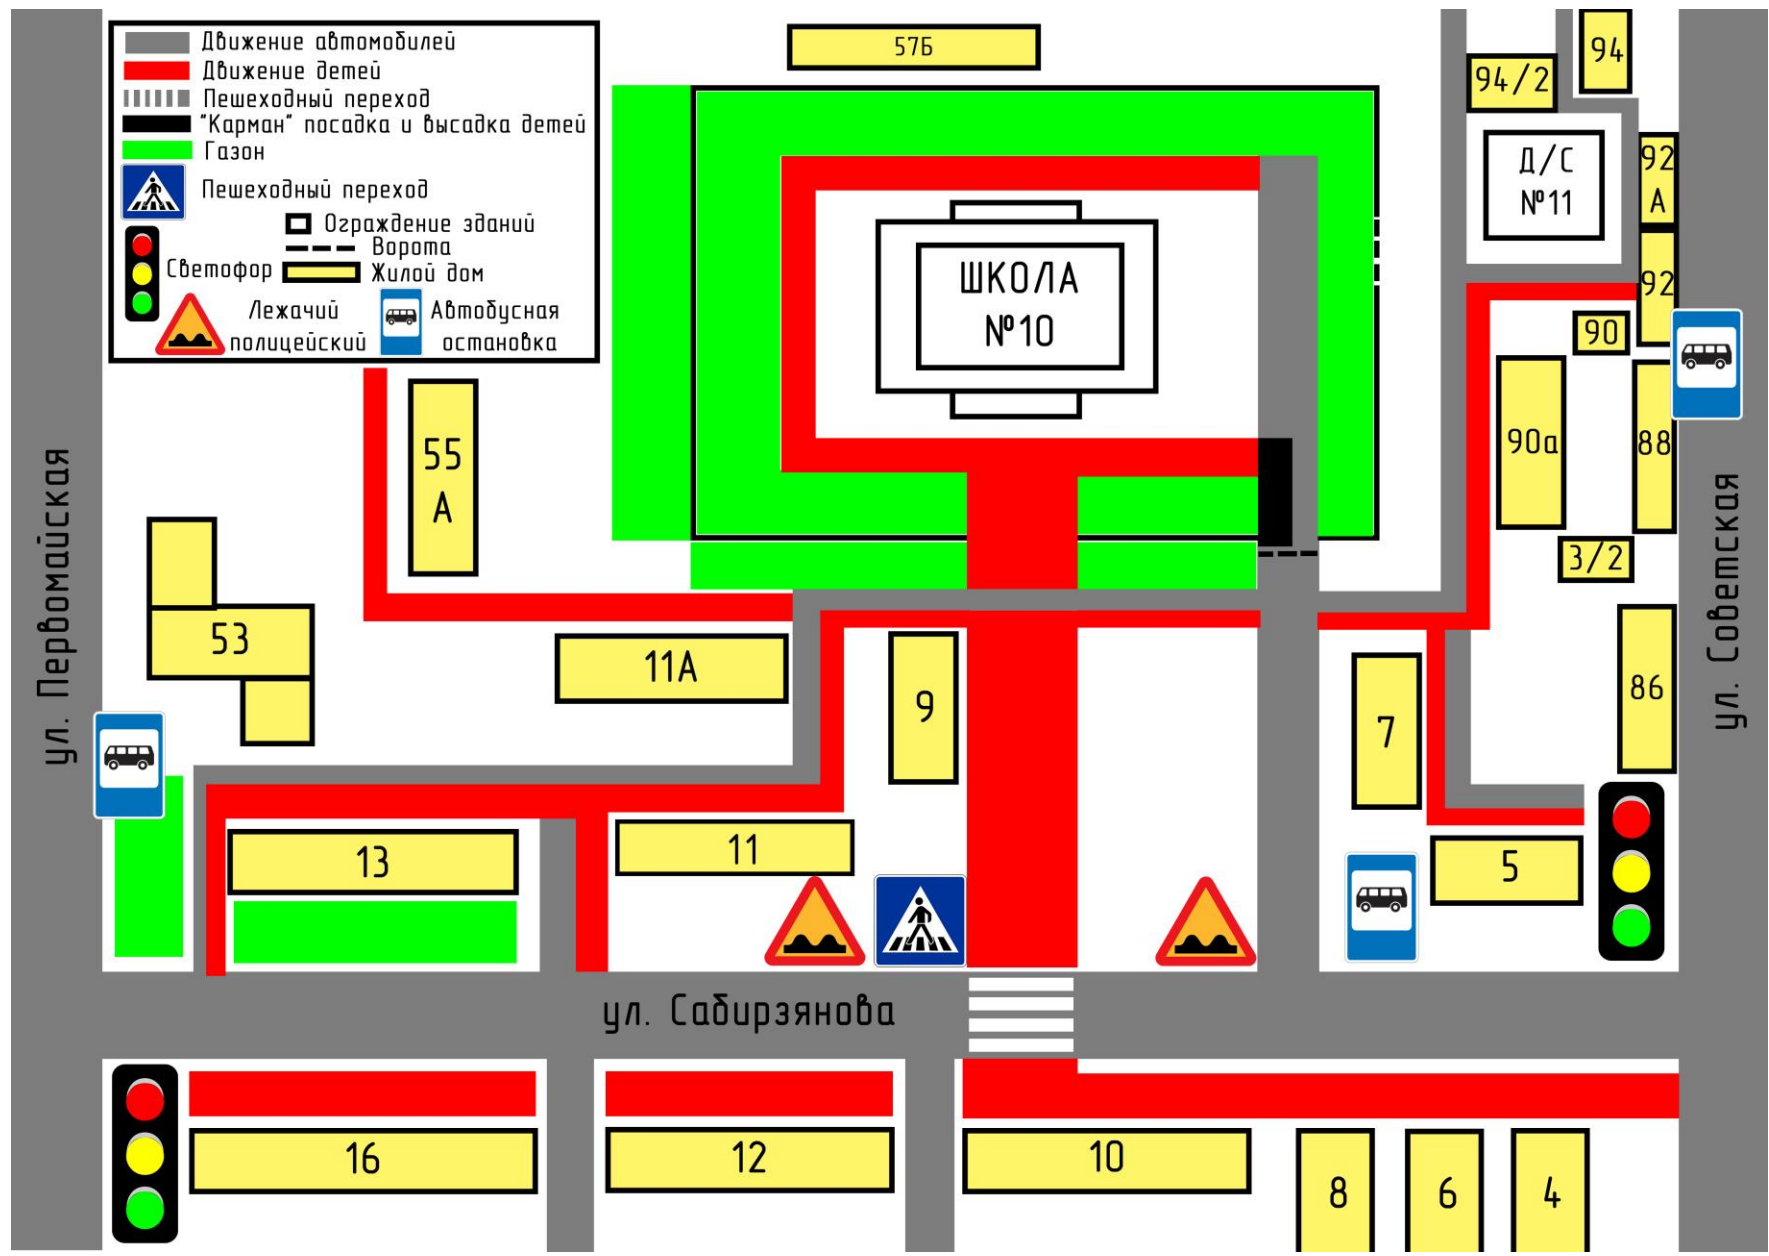 Движение автомобилей
Движение детей
Пешеходный переход
"Карман" посадка и высадка детей
Газон
Пешеходный переход
Ограждение зданий
Ворота
Светофор
Жилой дом
Лежачий
полицейский
Автобусная
остановка
57Б
94
94/2
Д/С
№11
92
А
92
ШКОЛА
№10
90
90а
88
55
А
3/2
53
11А
9
7
86
ул. Первомайская
ул. Советская
13
11
5
ул. Сабирзянова
16
12
10
8
6
4